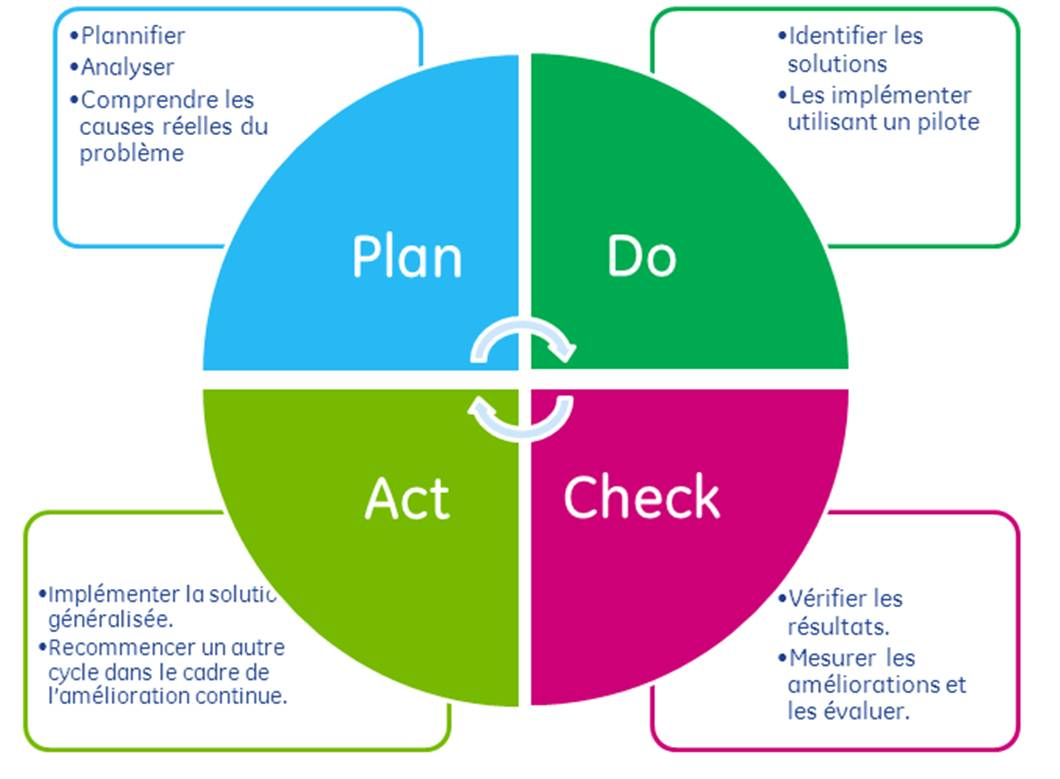 •Plannifier
•Analyser
•Comprendre les
causes réelles du
problème
•Identifier les
solutions
•Les implémenter
utilisant un pilote
Plan
Do
Act
Check
•Implémenter la
généralisée.
•Recommencer un autre
cycle dans le cadre de
l'amélioration continue.
•Vérifier les
résultats.
•Mesurer les
améliorations et
les évaluer.